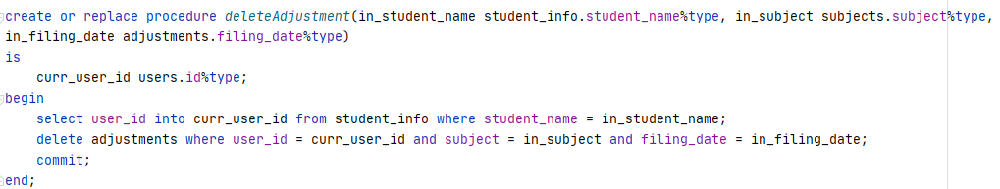 create or replace procedure deleteAdjustment(in_student_name student_info.student_name%type, in_subject subjects.subject%type,
in_filing_date adjustments.filing_date%type)
is
    curr_user_id users.id%type;
begin
    select user_id into curr_user_id from student_info where student_name = in_student_name;
    delete adjustments where user_id = curr_user_id and subject = in_subject and filing_date = in_filing_date;
    commit;
end;